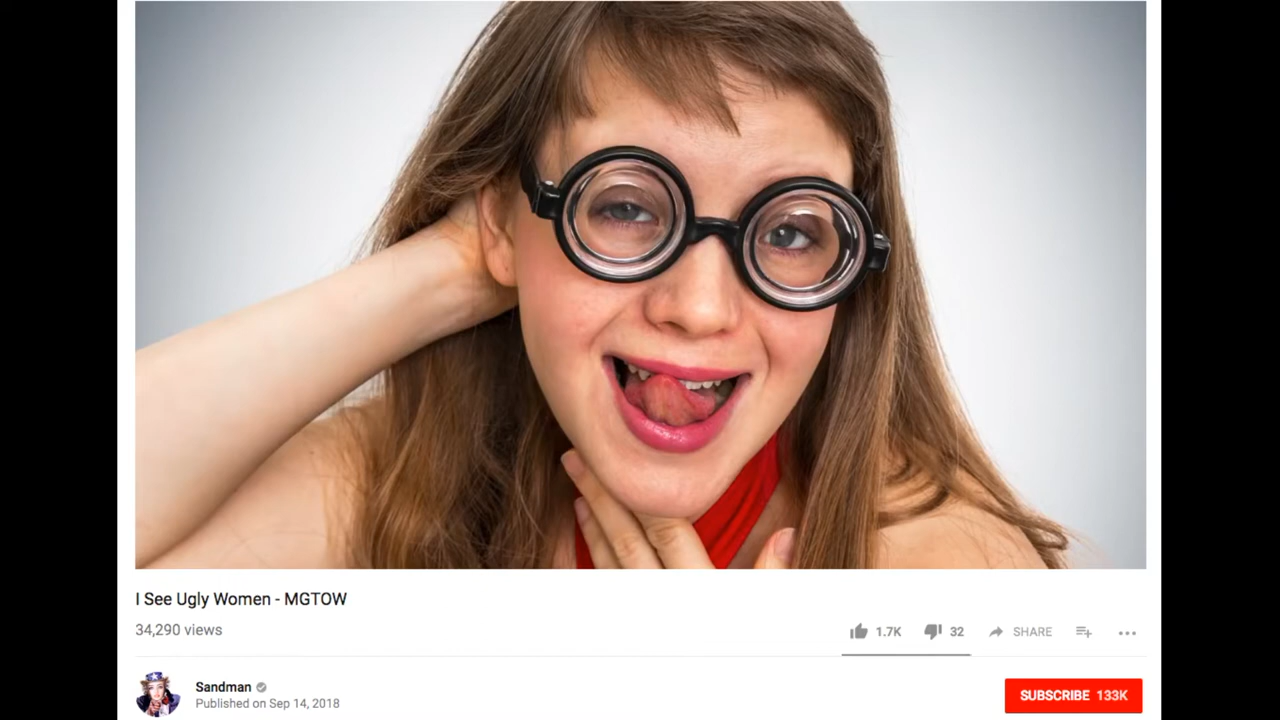 I See Ugly Women - MGTOW
34,290 views
1.7K 32 SHARE
Sandman
Published on Sep 14, 2018
SUBSCRIBE 133K